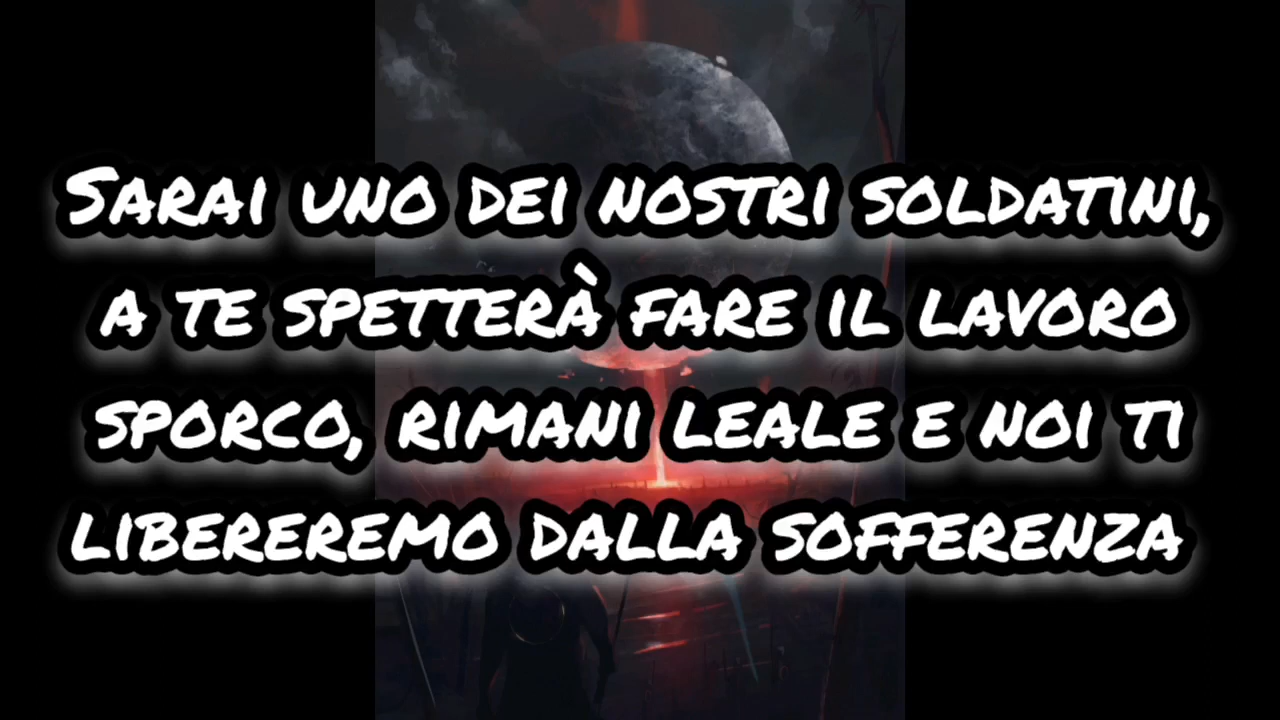 Sarai uno dei nostri soldatini,
a te spetterà fare il lavoro
sporco, rimani leale e noi ti
libereremo dalla sofferenza